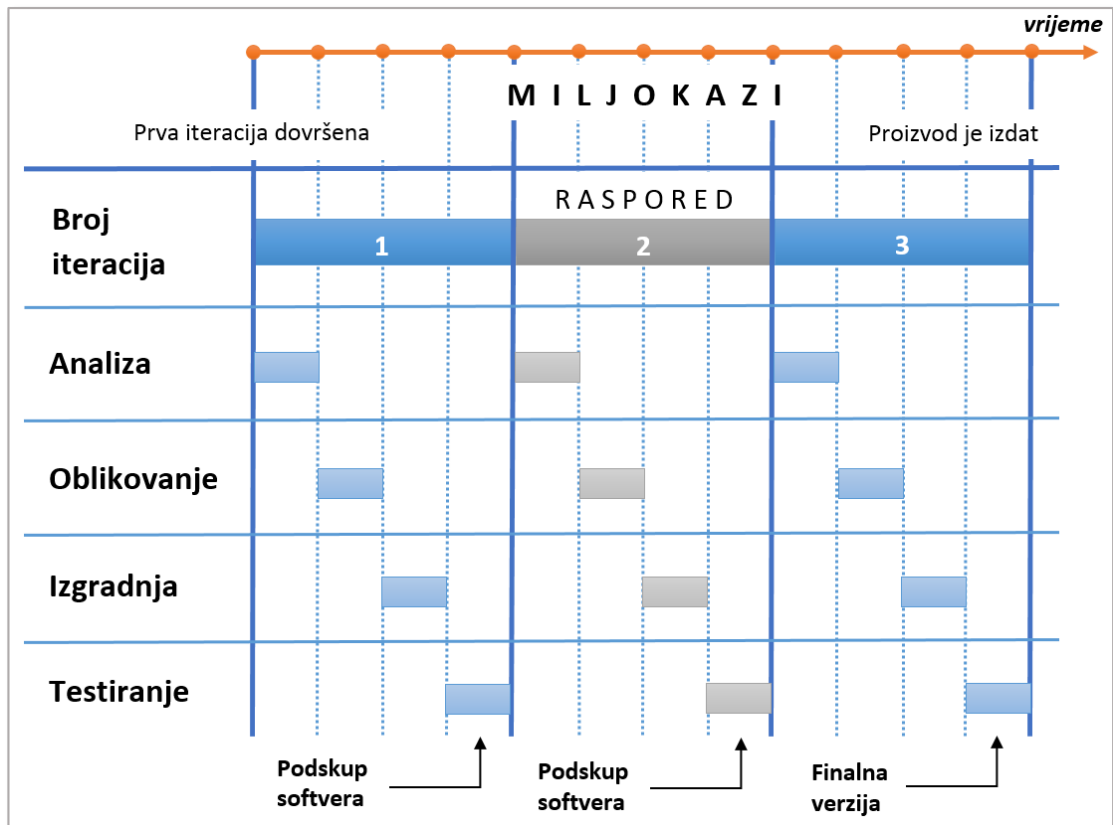 vrijeme
M I L J O K A Z I
Prva iteracija dovršena
Proizvod je izdat
R A S P O R E D
Broj
iteracija
1
2
3
Analiza
Oblikovanje
Izgradnja
Testiranje
Podskup
softvera
Podskup
softvera
Finalna
verzija